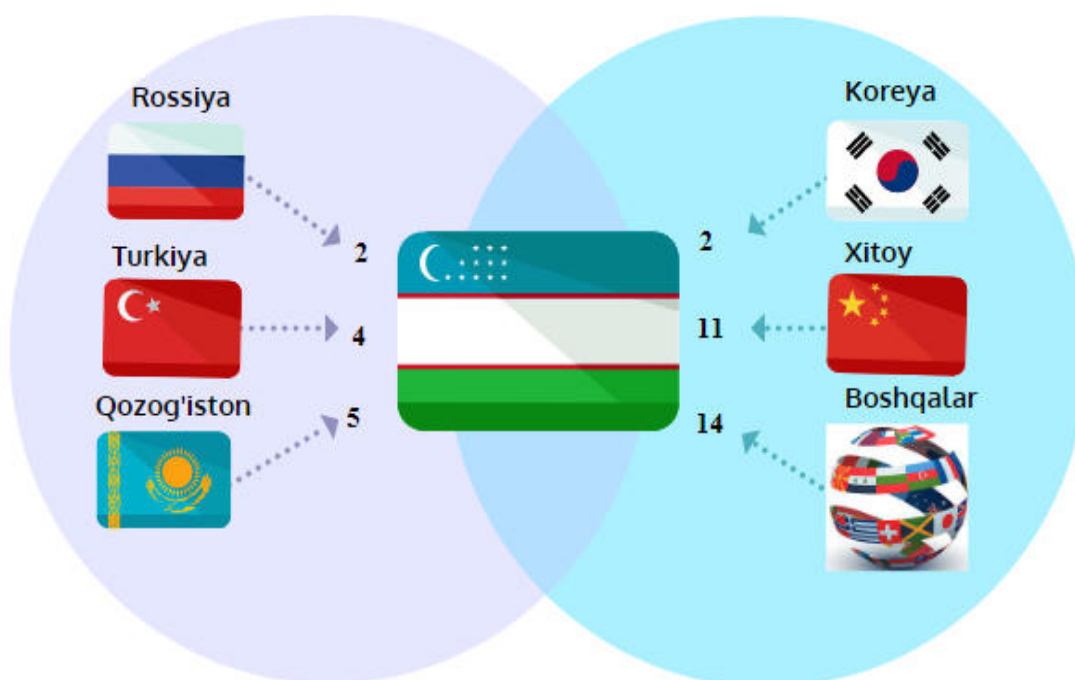 Rossiya
2
Turkiya
4
Qozog'iston
5
Koreya
2
Xitoy
11
Boshqalar
14